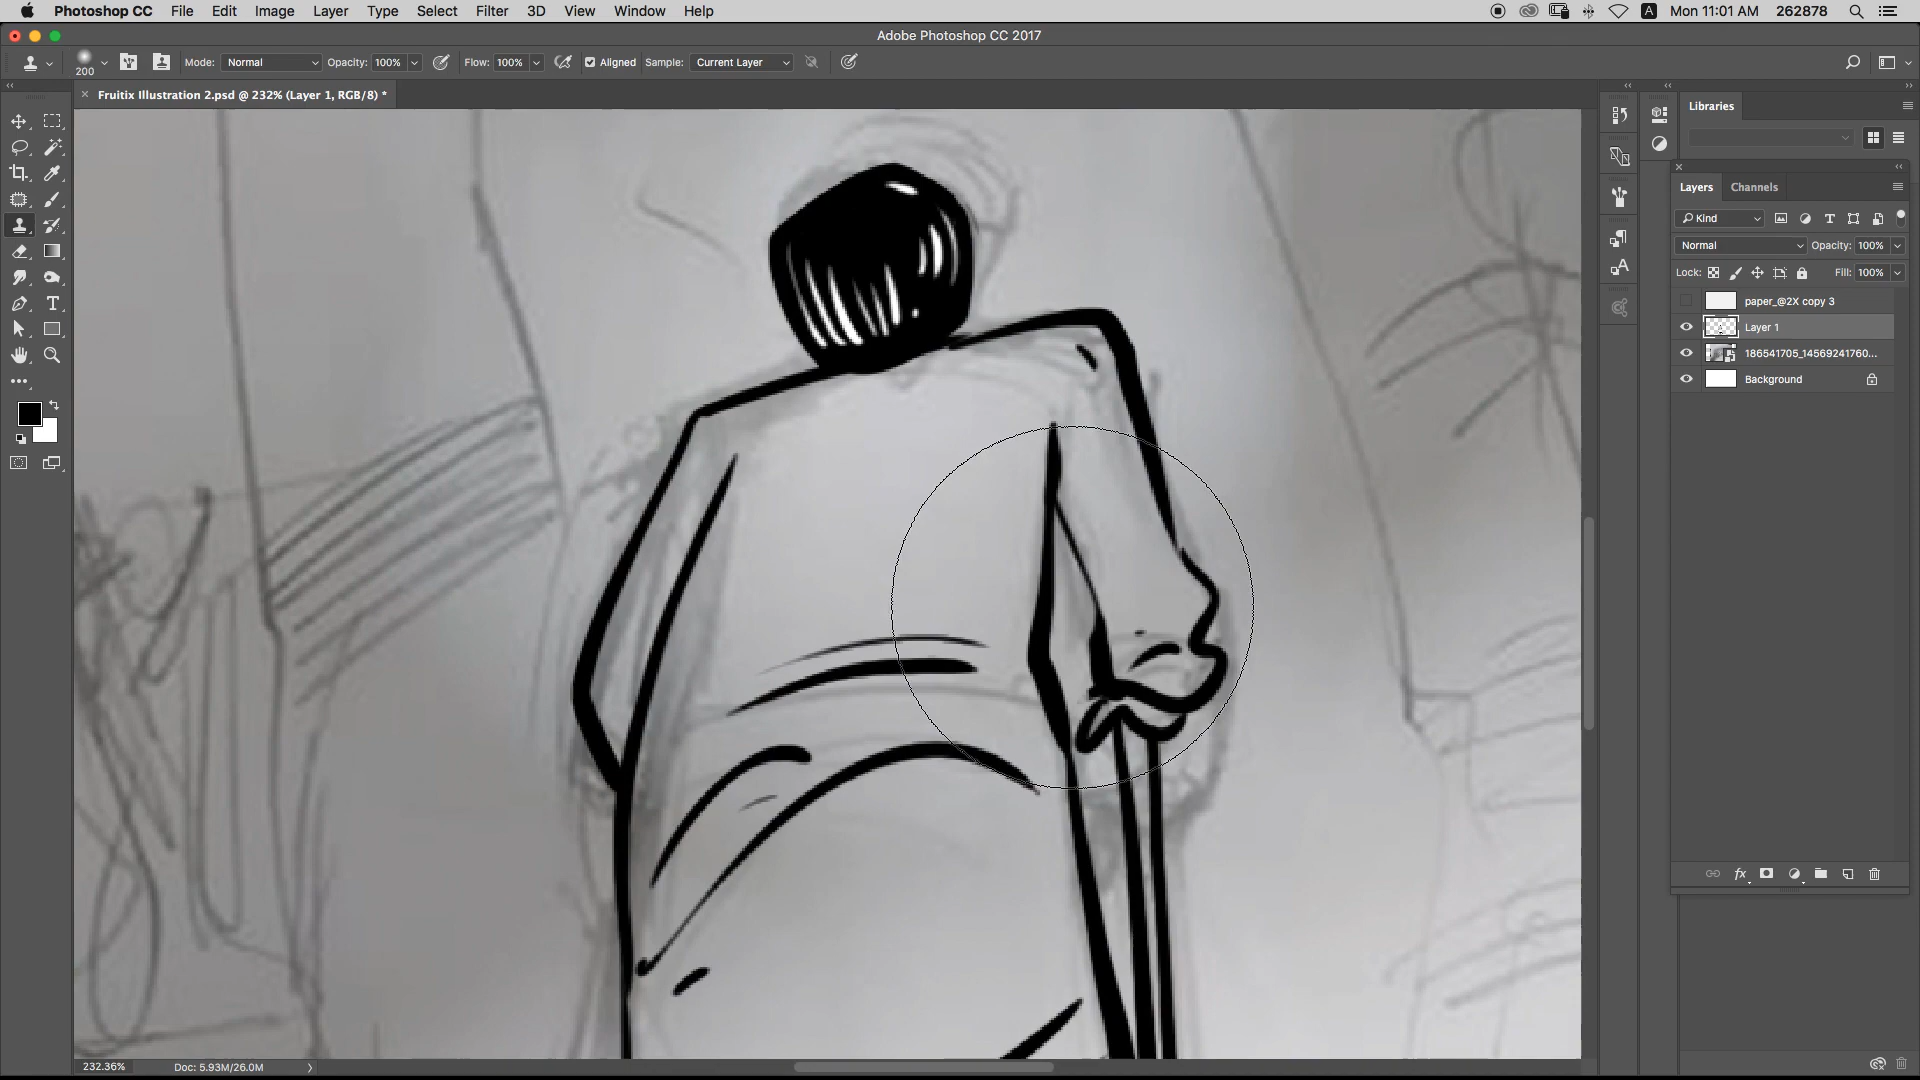 Photoshop CC File Edit Image Layer Type Select Filter 3D View Window Help
A Mon 11:01 AM 262878
Adobe Photoshop CC 2017
200 Mode: Normal Opacity: 100% Flow: 100% Aligned Sample: Current Layer
Fruitix Illustration 2.psd @ 232% (Layer 1, RGB/8) *
Libraries
Layers Channels
Kind
Normal Opacity: 100%
Lock: Fill: 100%
paper_@2X copy 3
Layer 1
186541705_14569241760...
Background
fx
232.36% Doc: 5.93M/26.0M